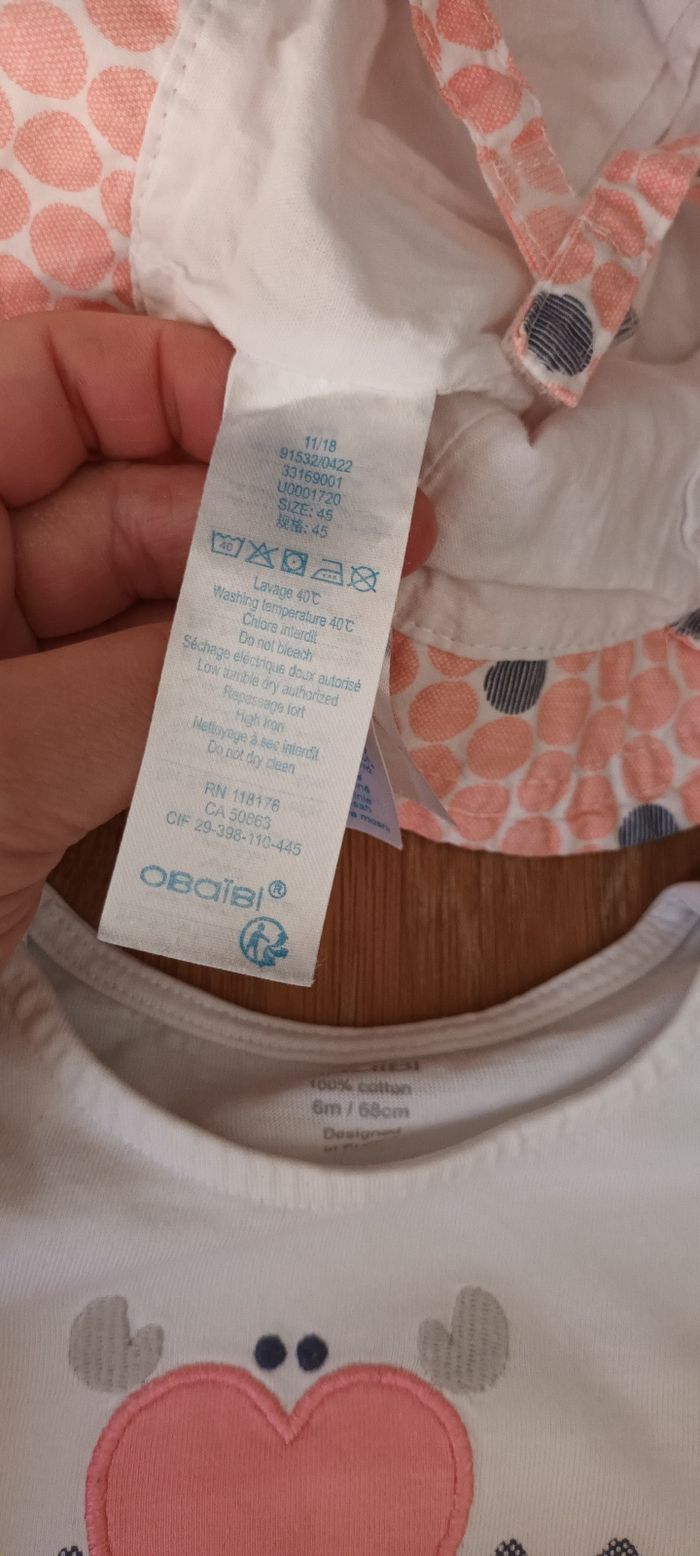 11/18
91532/0422
33169001
U0001720
SIZE: 45
规格: 45
40
Lavage 40℃
Washing temperature 40℃
Chlore interdit
Do not bleach
Séchage électrique doux autorisé
Low tumble dry authorized
Repassage fort
High iron
Nettoyage à sec interdit
Do not dry clean
RN 118176
CA 50863
CIF 29-398-110-445
OBAÏBI®
100% cotton
6m / 68cm
Designed
in